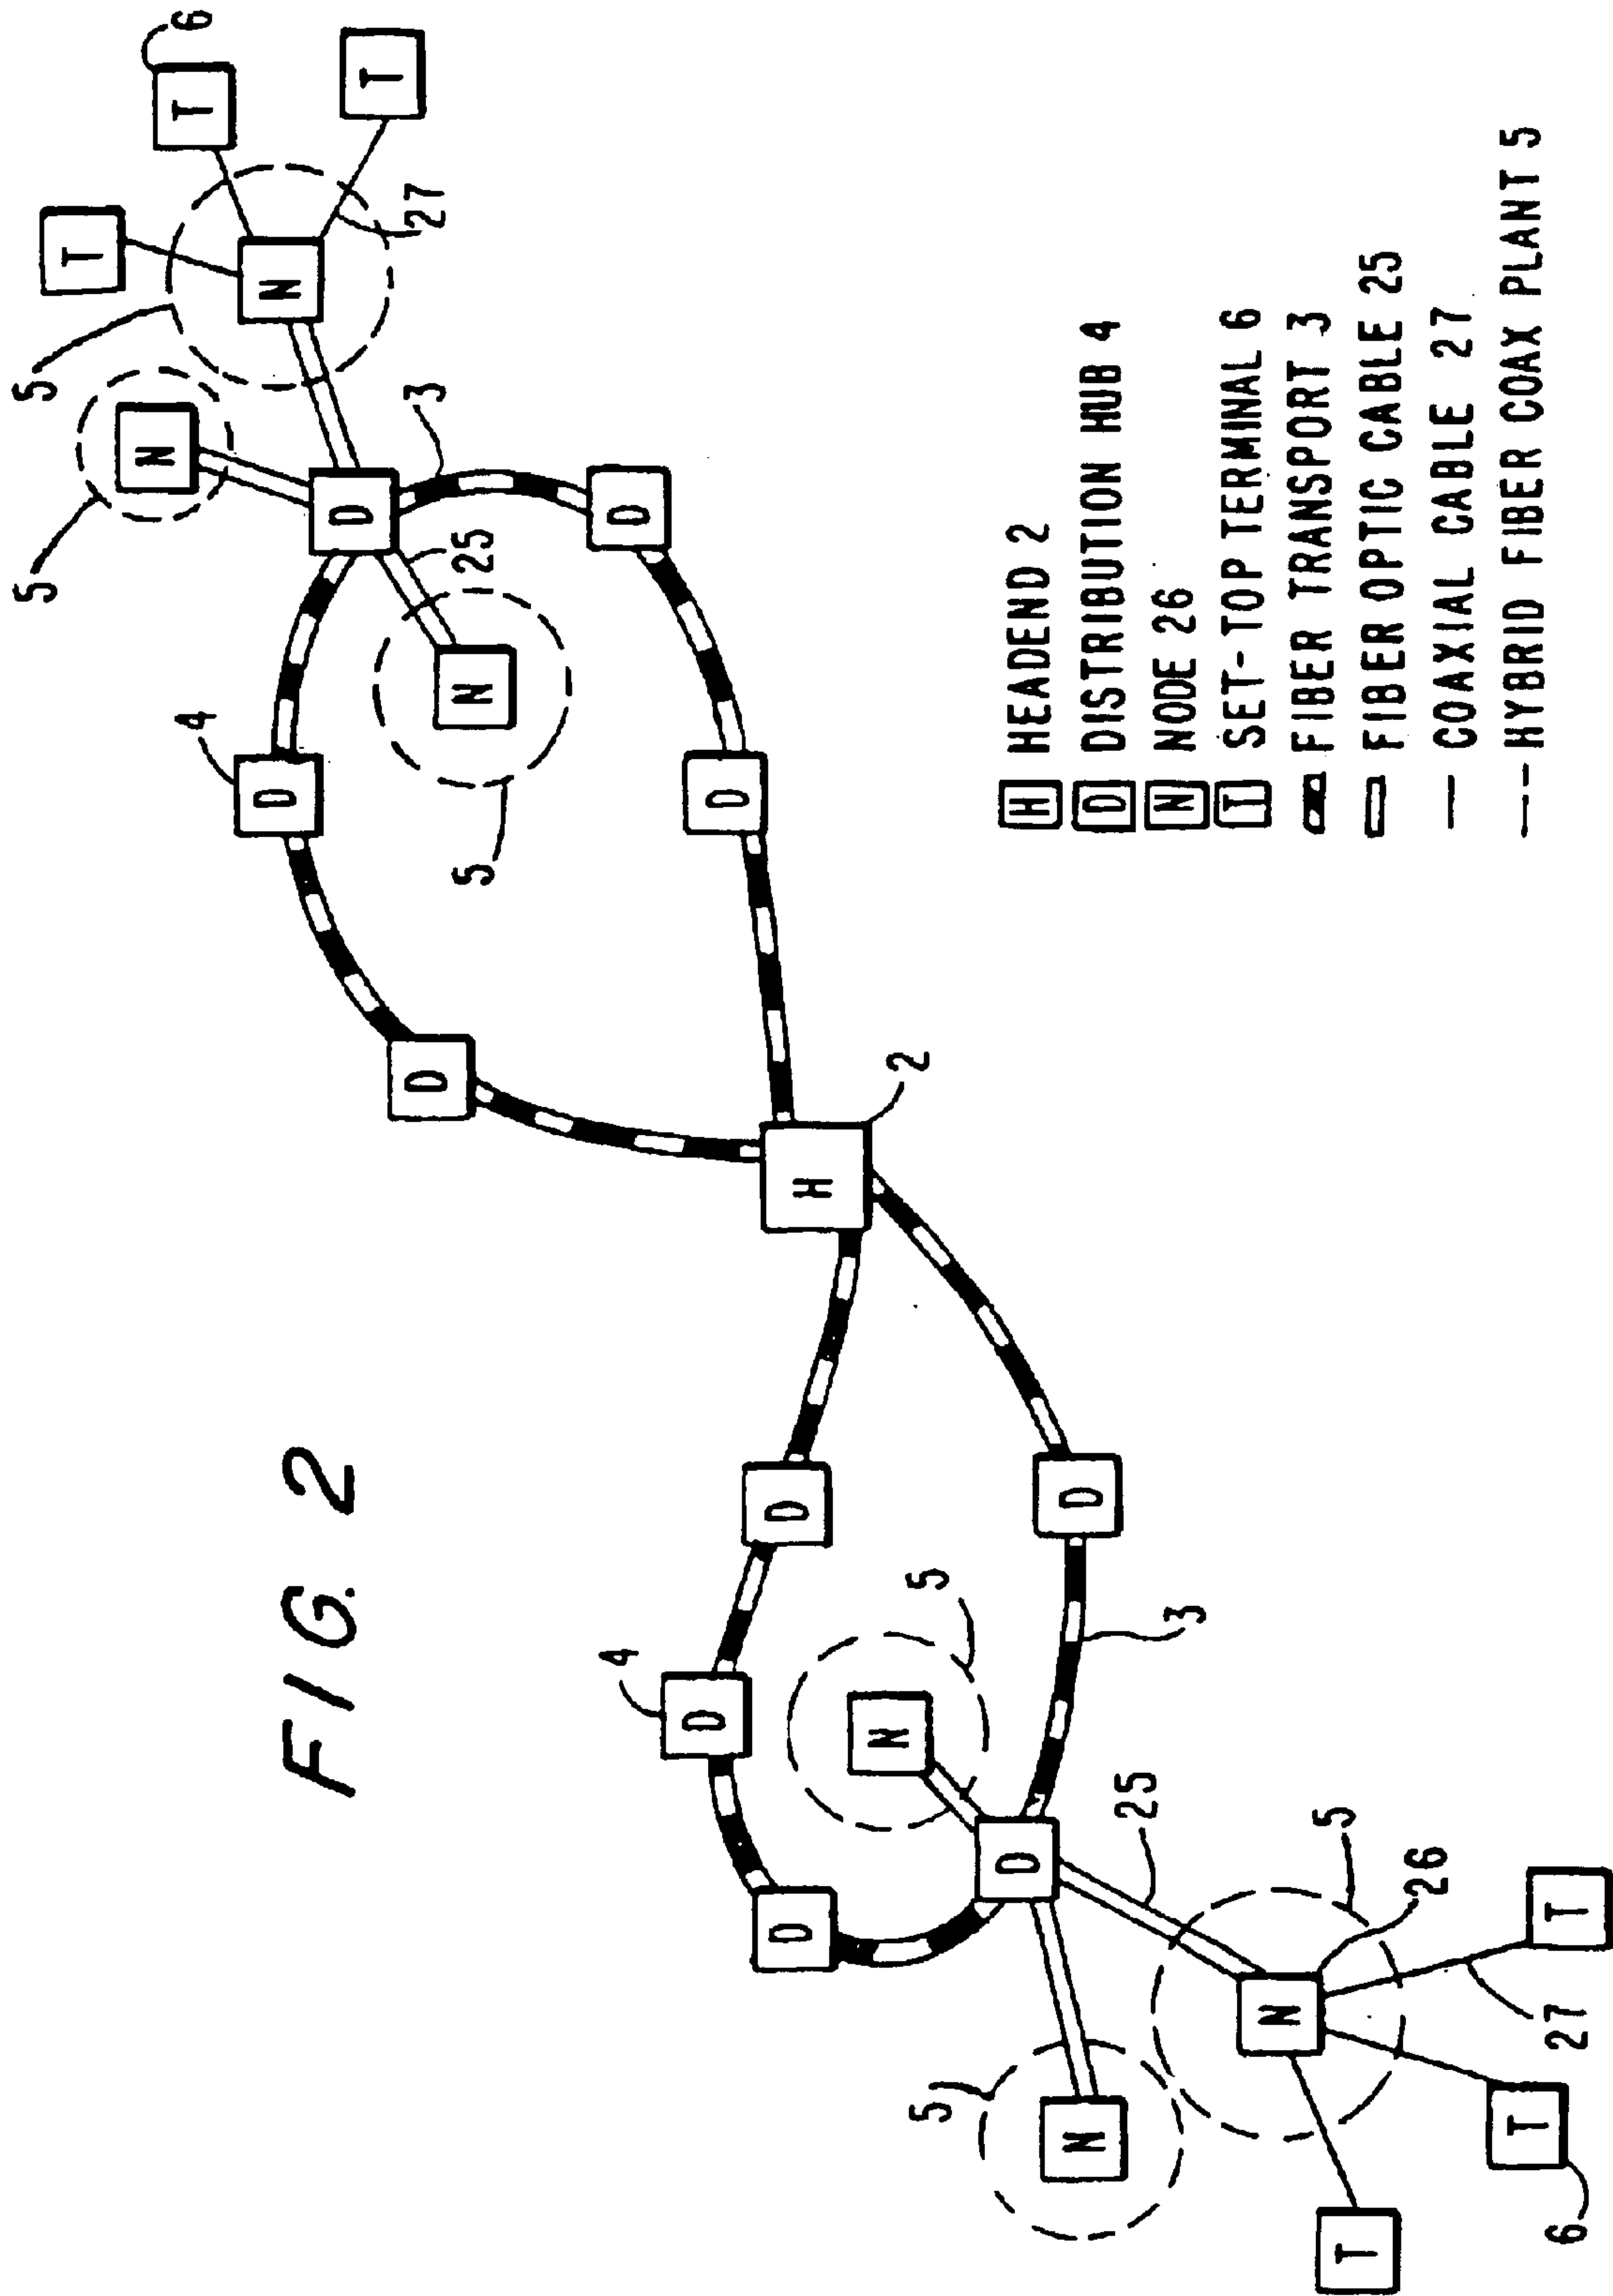 FIG. 2
5
5
T
N
T
6
4
D
N
D
T
D
27
3
25
5
N
4
D
D
D
D
D
H
N
2
5
5
D
D
N
25
3
N
5
T
26
T
27
T
6
H HEADEND 2
D DISTRIBUTION HUB 4
N NODE 26
T SET-TOP TERMINAL 6
FIBER TRANSPORT 3
FIBER OPTIC CABLE 25
COAXIAL CABLE 27
HYBRID FIBER COAX PLANT 5